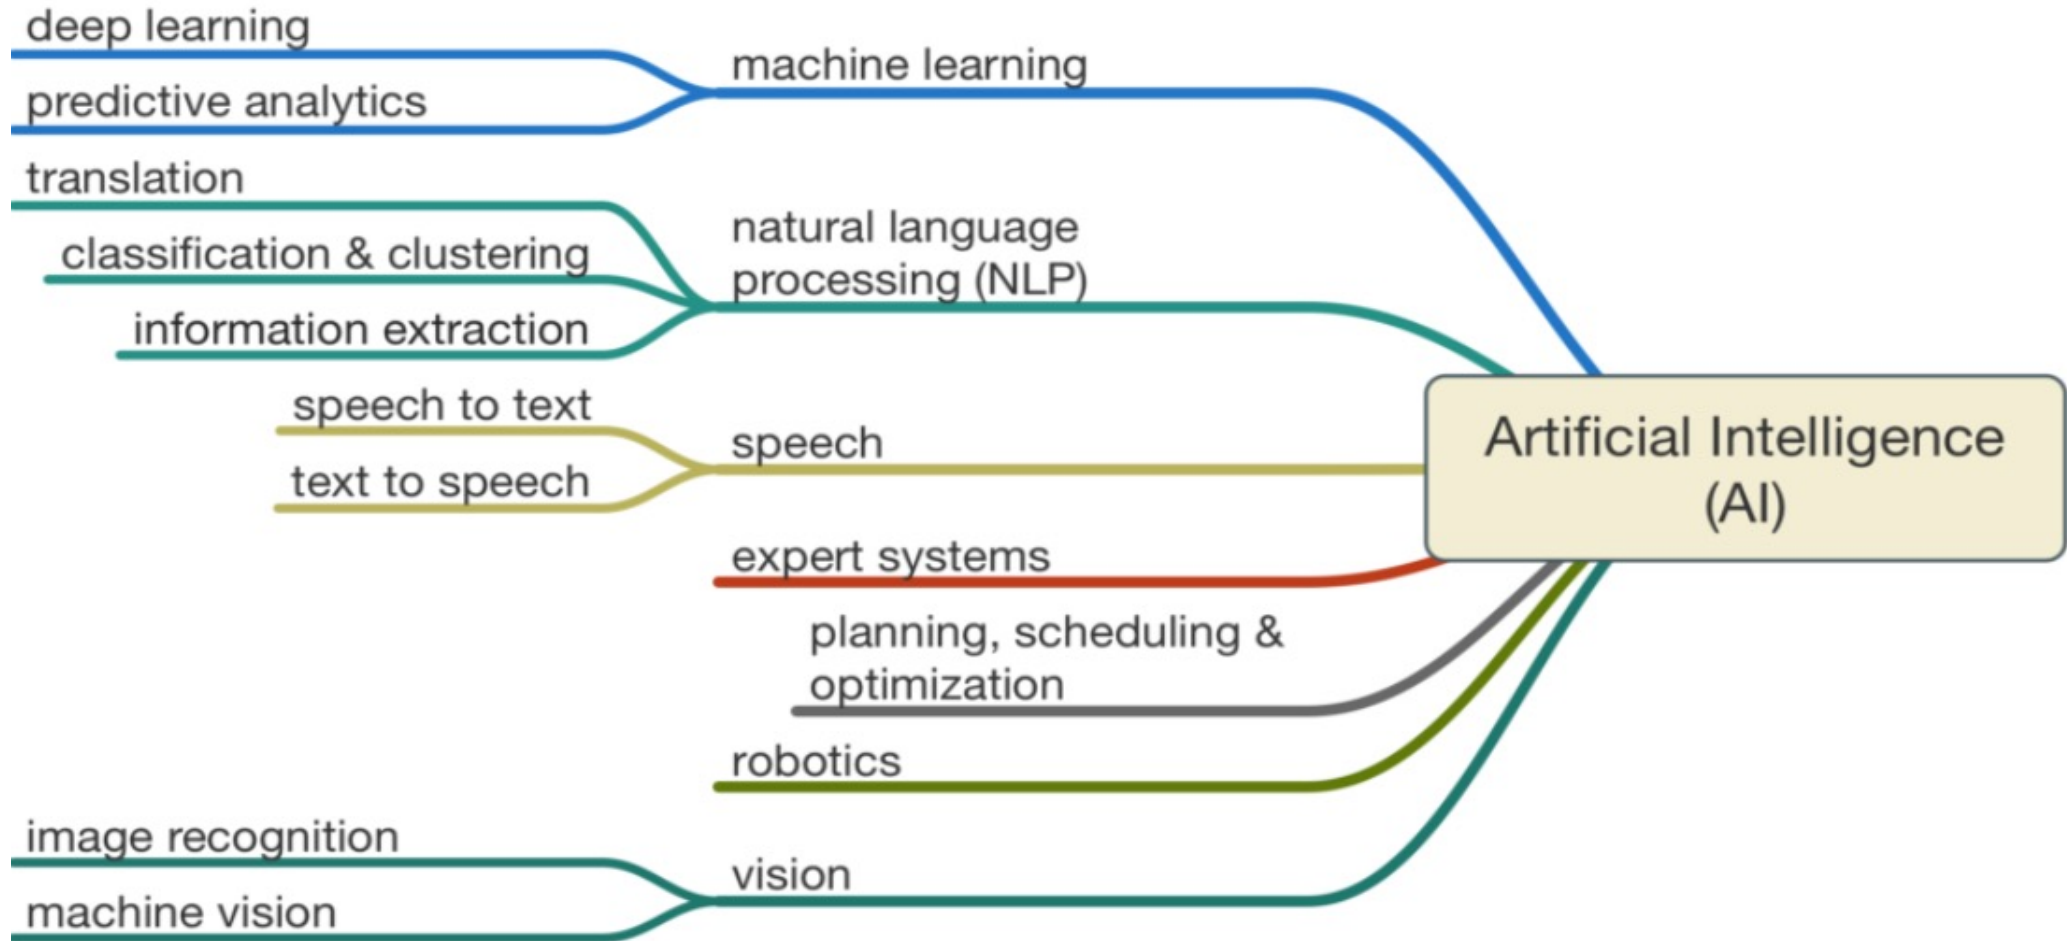 deep learning
predictive analytics
machine learning
translation
classification & clustering
information extraction
natural language
processing (NLP)
speech to text
text to speech
speech
expert systems
planning, scheduling &
optimization
robotics
image recognition
machine vision
vision
Artificial Intelligence
(AI)